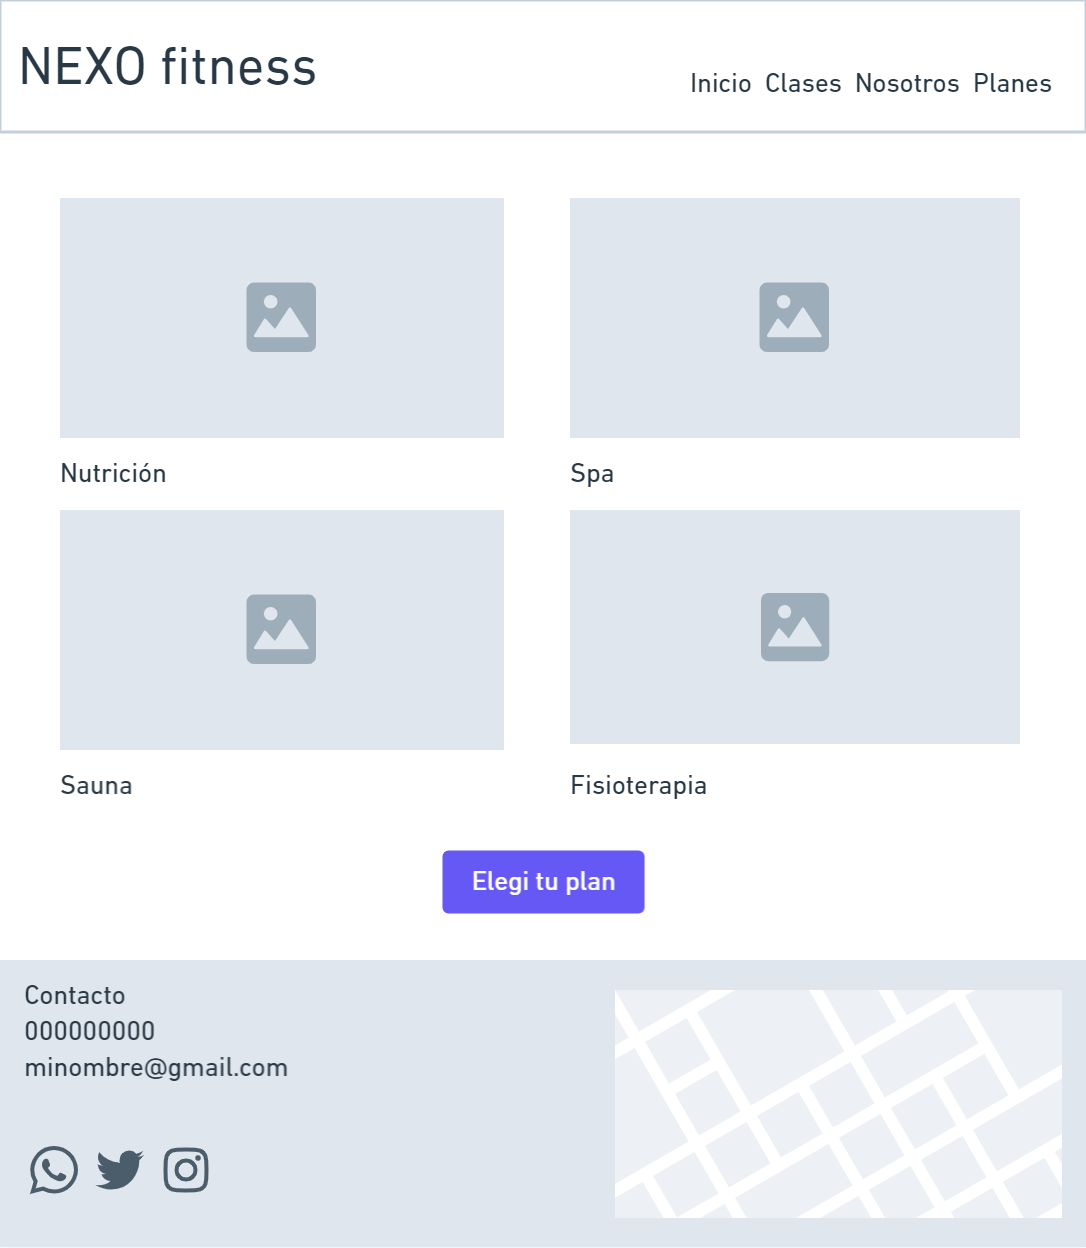 NEXO fitness
Inicio Clases Nosotros Planes
Nutrición
Spa
Sauna
Fisioterapia
Elegi tu plan
Contacto
000000000
minombre@gmail.com